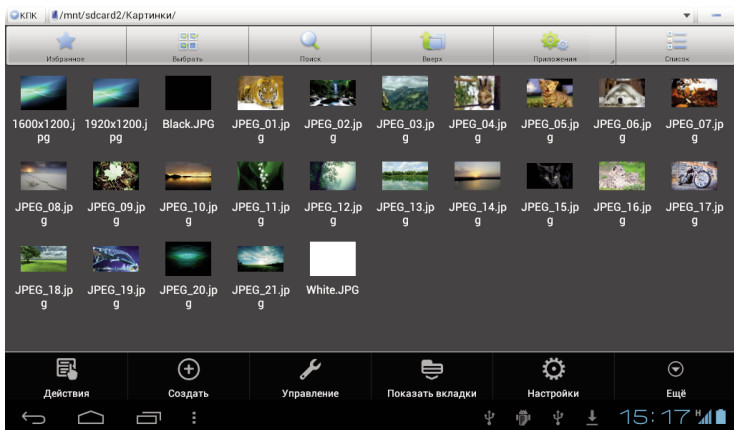 КПК /mnt/sdcard2/Картинки/
Избранное Выбрать Поиск Вверх Приложения Список
1600x1200.j 1920x1200.j Black.JPG JPEG_01.jp JPEG_02.jp JPEG_03.jp JPEG_04.jp JPEG_05.jp JPEG_06.jp JPEG_07.jp
pg pg g g g g g g g
JPEG_08.jp JPEG_09.jp JPEG_10.jp JPEG_11.jp JPEG_12.jp JPEG_13.jp JPEG_14.jp JPEG_15.jp JPEG_16.jp JPEG_17.jp
g g g g g g g g g g
JPEG_18.jp JPEG_19.jp JPEG_20.jp JPEG_21.jp White.JPG
g g g g
Действия Создать Управление Показать вкладки Настройки Ещё
15:17 H